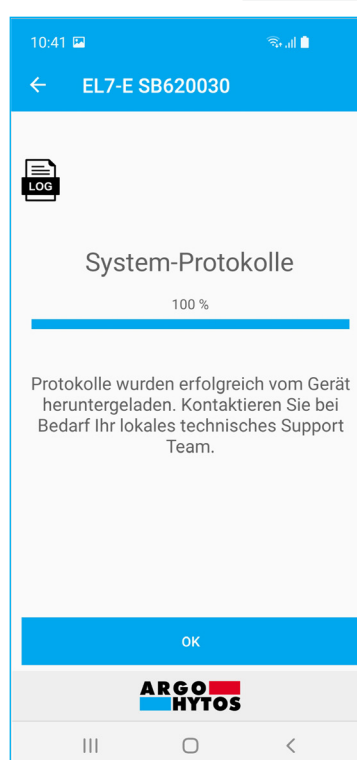 10:41
EL7-E SB620030
LOG
System-Protokolle
100 %
Protokolle wurden erfolgreich vom Gerät
heruntergeladen. Kontaktieren Sie bei
Bedarf Ihr lokales technisches Support
Team.
OK
ARGO
HYTOS